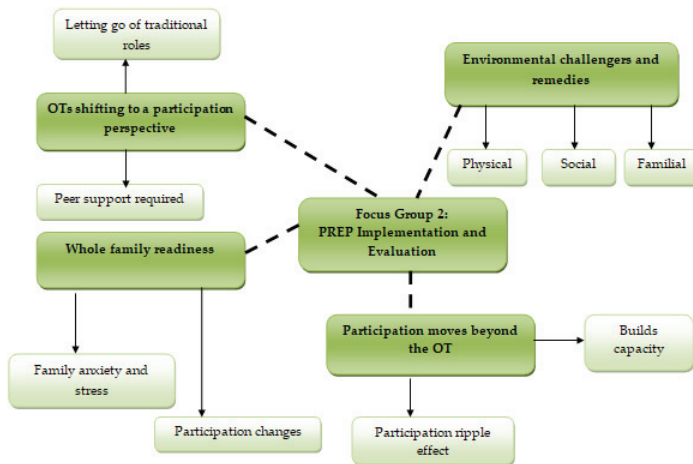 Letting go of traditional
roles
OTs shifting to a participation
perspective
Peer support required
Environmental challengers and
remedies
Physical
Social
Familial
Focus Group 2:
PREP Implementation and
Evaluation
Whole family readiness
Family anxiety and
stress
Participation changes
Participation moves beyond
the OT
Builds
capacity
Participation ripple
effect